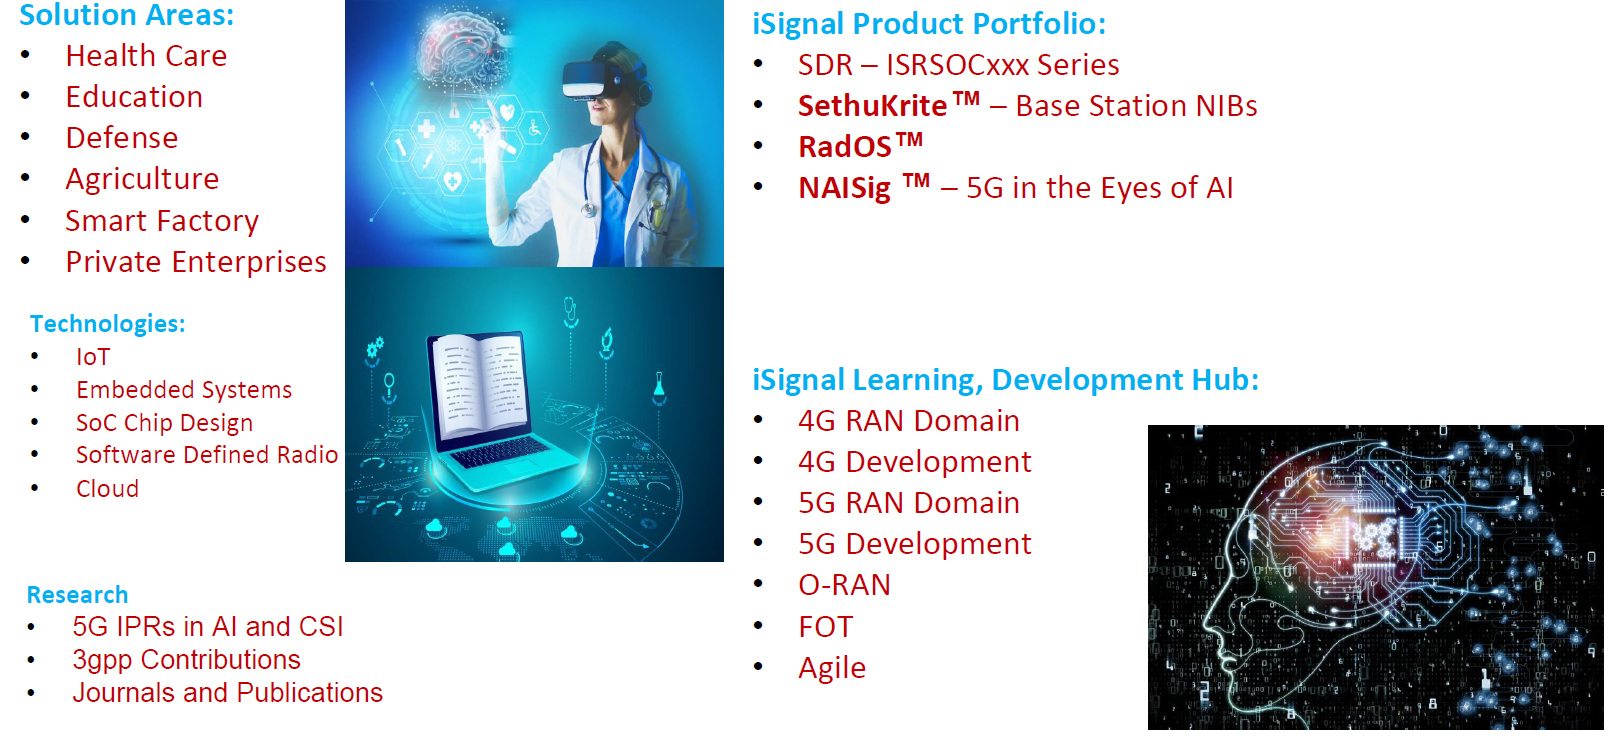 Solution Areas:
• Health Care
• Education
• Defense
• Agriculture
• Smart Factory
• Private Enterprises
Technologies:
• IoT
• Embedded Systems
• SoC Chip Design
• Software Defined Radio
• Cloud
Research
• 5G IPRs in AI and CSI
• 3gpp Contributions
• Journals and Publications
iSignal Product Portfolio:
• SDR – ISRSOCxxx Series
• SethuKrite™ – Base Station NIBs
• RadOS™
• NAISig ™ – 5G in the Eyes of AI
iSignal Learning, Development Hub:
• 4G RAN Domain
• 4G Development
• 5G RAN Domain
• 5G Development
• O-RAN
• FOT
• Agile